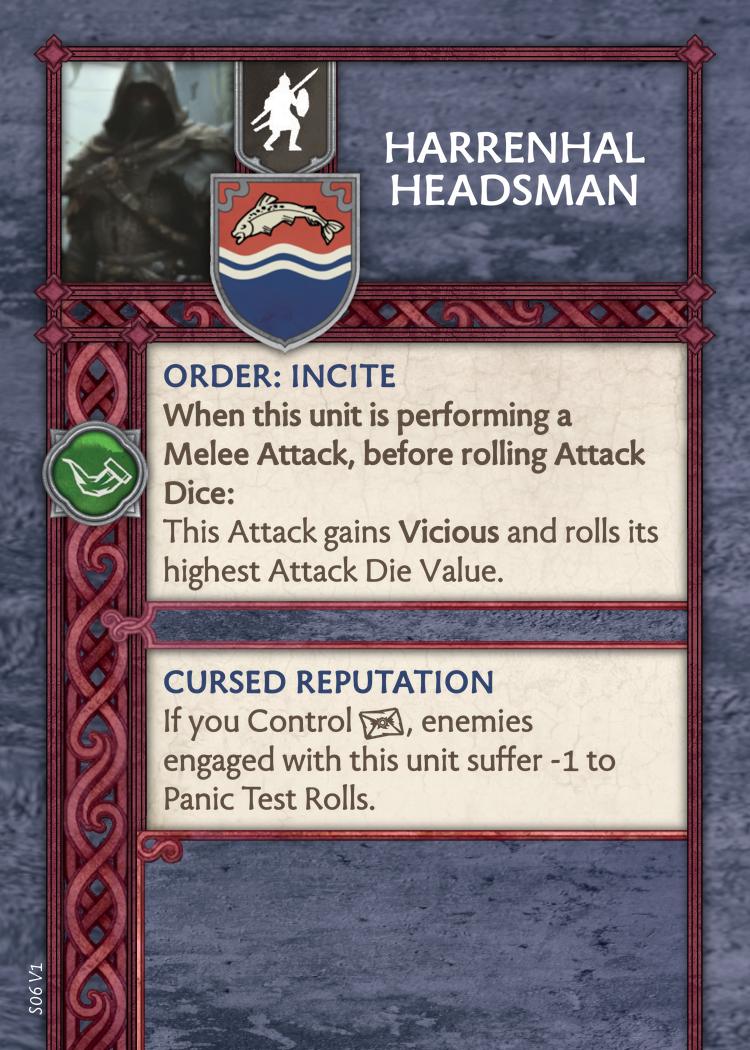 HARRENHAL
HEADSMAN
ORDER: INCITE
When this unit is performing a
Melee Attack, before rolling Attack
Dice:
This Attack gains Vicious and rolls its
highest Attack Die Value.
CURSED REPUTATION
If you Control , enemies
engaged with this unit suffer -1 to
Panic Test Rolls.
S06 V1